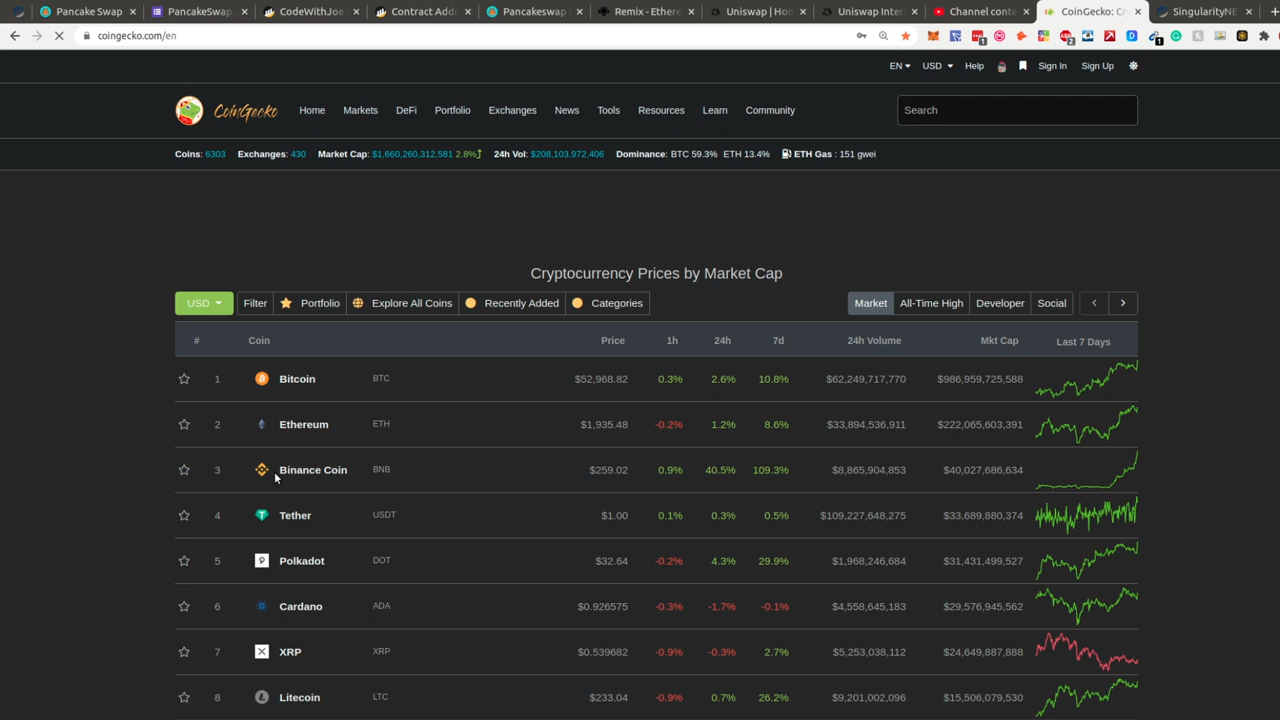 Pancake Swap
PancakeSwap
CodeWithJoe
Contract Addr
Pancakeswap
Remix - Ethere
Uniswap | Hom
Uniswap Inter
Channel conte
CoinGecko: Cr
SingularityNE
coingecko.com/en
EN USD Help Sign In Sign Up
CoinGecko Home Markets DeFi Portfolio Exchanges News Tools Resources Learn Community Search
Coins: 6303 Exchanges: 430 Market Cap: $1,660,260,312,581 2.8% 24h Vol: $208,103,972,406 Dominance: BTC 59.3% ETH 13.4% ETH Gas : 151 gwei
Cryptocurrency Prices by Market Cap
USD Filter Portfolio Explore All Coins Recently Added Categories Market All-Time High Developer Social
# Coin Price 1h 24h 7d 24h Volume Mkt Cap Last 7 Days
1 Bitcoin BTC $52,968.82 0.3% 2.6% 10.8% $62,249,717,770 $986,959,725,588
2 Ethereum ETH $1,935.48 -0.2% 1.2% 8.6% $33,894,536,911 $222,065,603,391
3 Binance Coin BNB $259.02 0.9% 40.5% 109.3% $8,865,904,853 $40,027,686,634
4 Tether USDT $1.00 0.1% 0.3% 0.5% $109,227,648,275 $33,689,880,374
5 Polkadot DOT $32.64 -0.2% 4.3% 29.9% $1,968,246,684 $31,431,499,527
6 Cardano ADA $0.926575 -0.3% -1.7% -0.1% $4,558,645,183 $29,576,945,562
7 XRP XRP $0.539682 -0.9% -0.3% 2.7% $5,253,038,112 $24,649,887,888
8 Litecoin LTC $233.04 -0.9% 0.7% 26.2% $9,201,002,096 $15,506,079,530